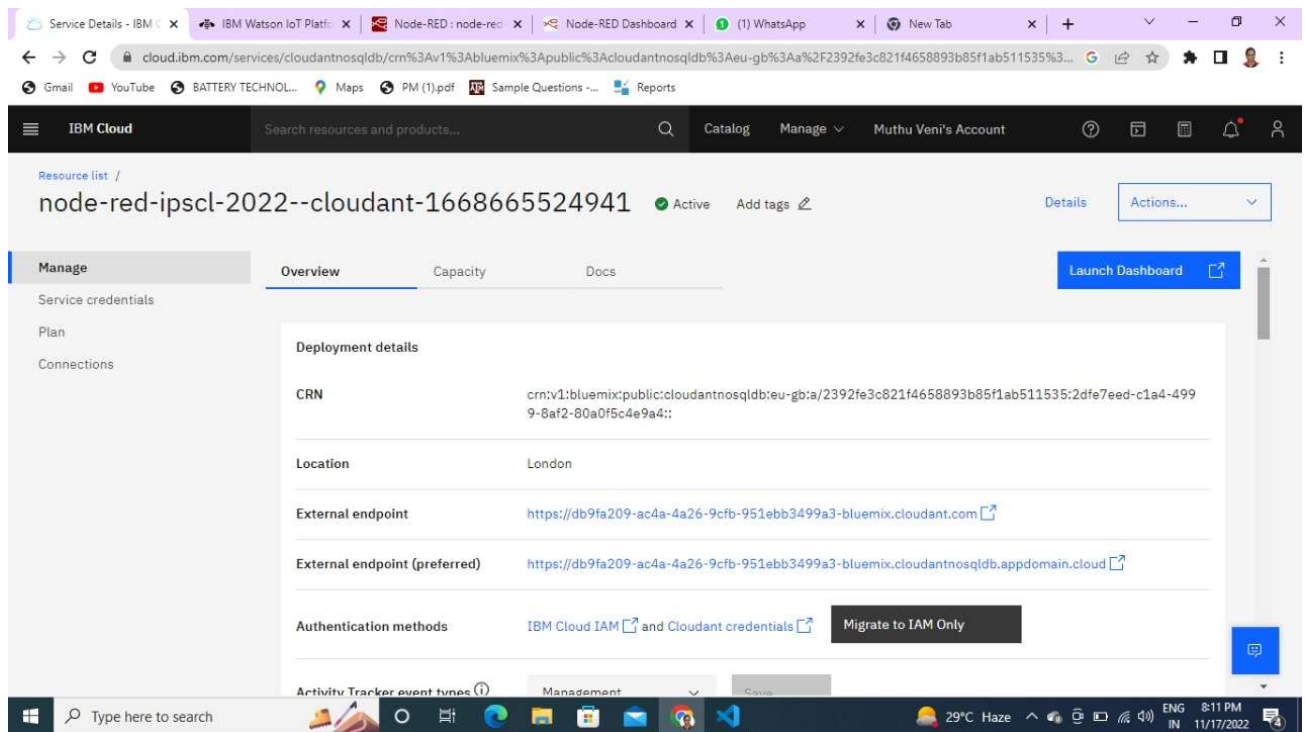 Service Details - IBM C
IBM Watson IoT Platfo
Node-RED : node-red
Node-RED Dashboard
(1) WhatsApp
New Tab
cloud.ibm.com/services/cloudantnosqldb/crn%3Av1%3Abluemix%3Apublic%3Acloudantnosqldb%3Aeu-gb%3Aa%2F2392fe3c821f4658893b85f1ab511535%3...
Gmail YouTube BATTERY TECHNOL... Maps PM (1).pdf Sample Questions -... Reports
IBM Cloud Search resources and products... Catalog Manage Muthu Veni's Account
Resource list /
node-red-ipscl-2022--cloudant-1668665524941 Active Add tags Details Actions...
Manage
Service credentials
Plan
Connections
Overview Capacity Docs Launch Dashboard
Deployment details
CRN crn:v1:bluemix:public:cloudantnosqldb:eu-gb:a/2392fe3c821f4658893b85f1ab511535:2dfe7eed-c1a4-499
9-8af2-80a0f5c4e9a4::
Location London
External endpoint https://db9fa209-ac4a-4a26-9cfb-951ebb3499a3-bluemix.cloudant.com
External endpoint (preferred) https://db9fa209-ac4a-4a26-9cfb-951ebb3499a3-bluemix.cloudantnosqldb.appdomain.cloud
Authentication methods IBM Cloud IAM and Cloudant credentials Migrate to IAM Only
Activity Tracker event types Management Save
Type here to search 29°C Haze ENG 8:11 PM
IN 11/17/2022